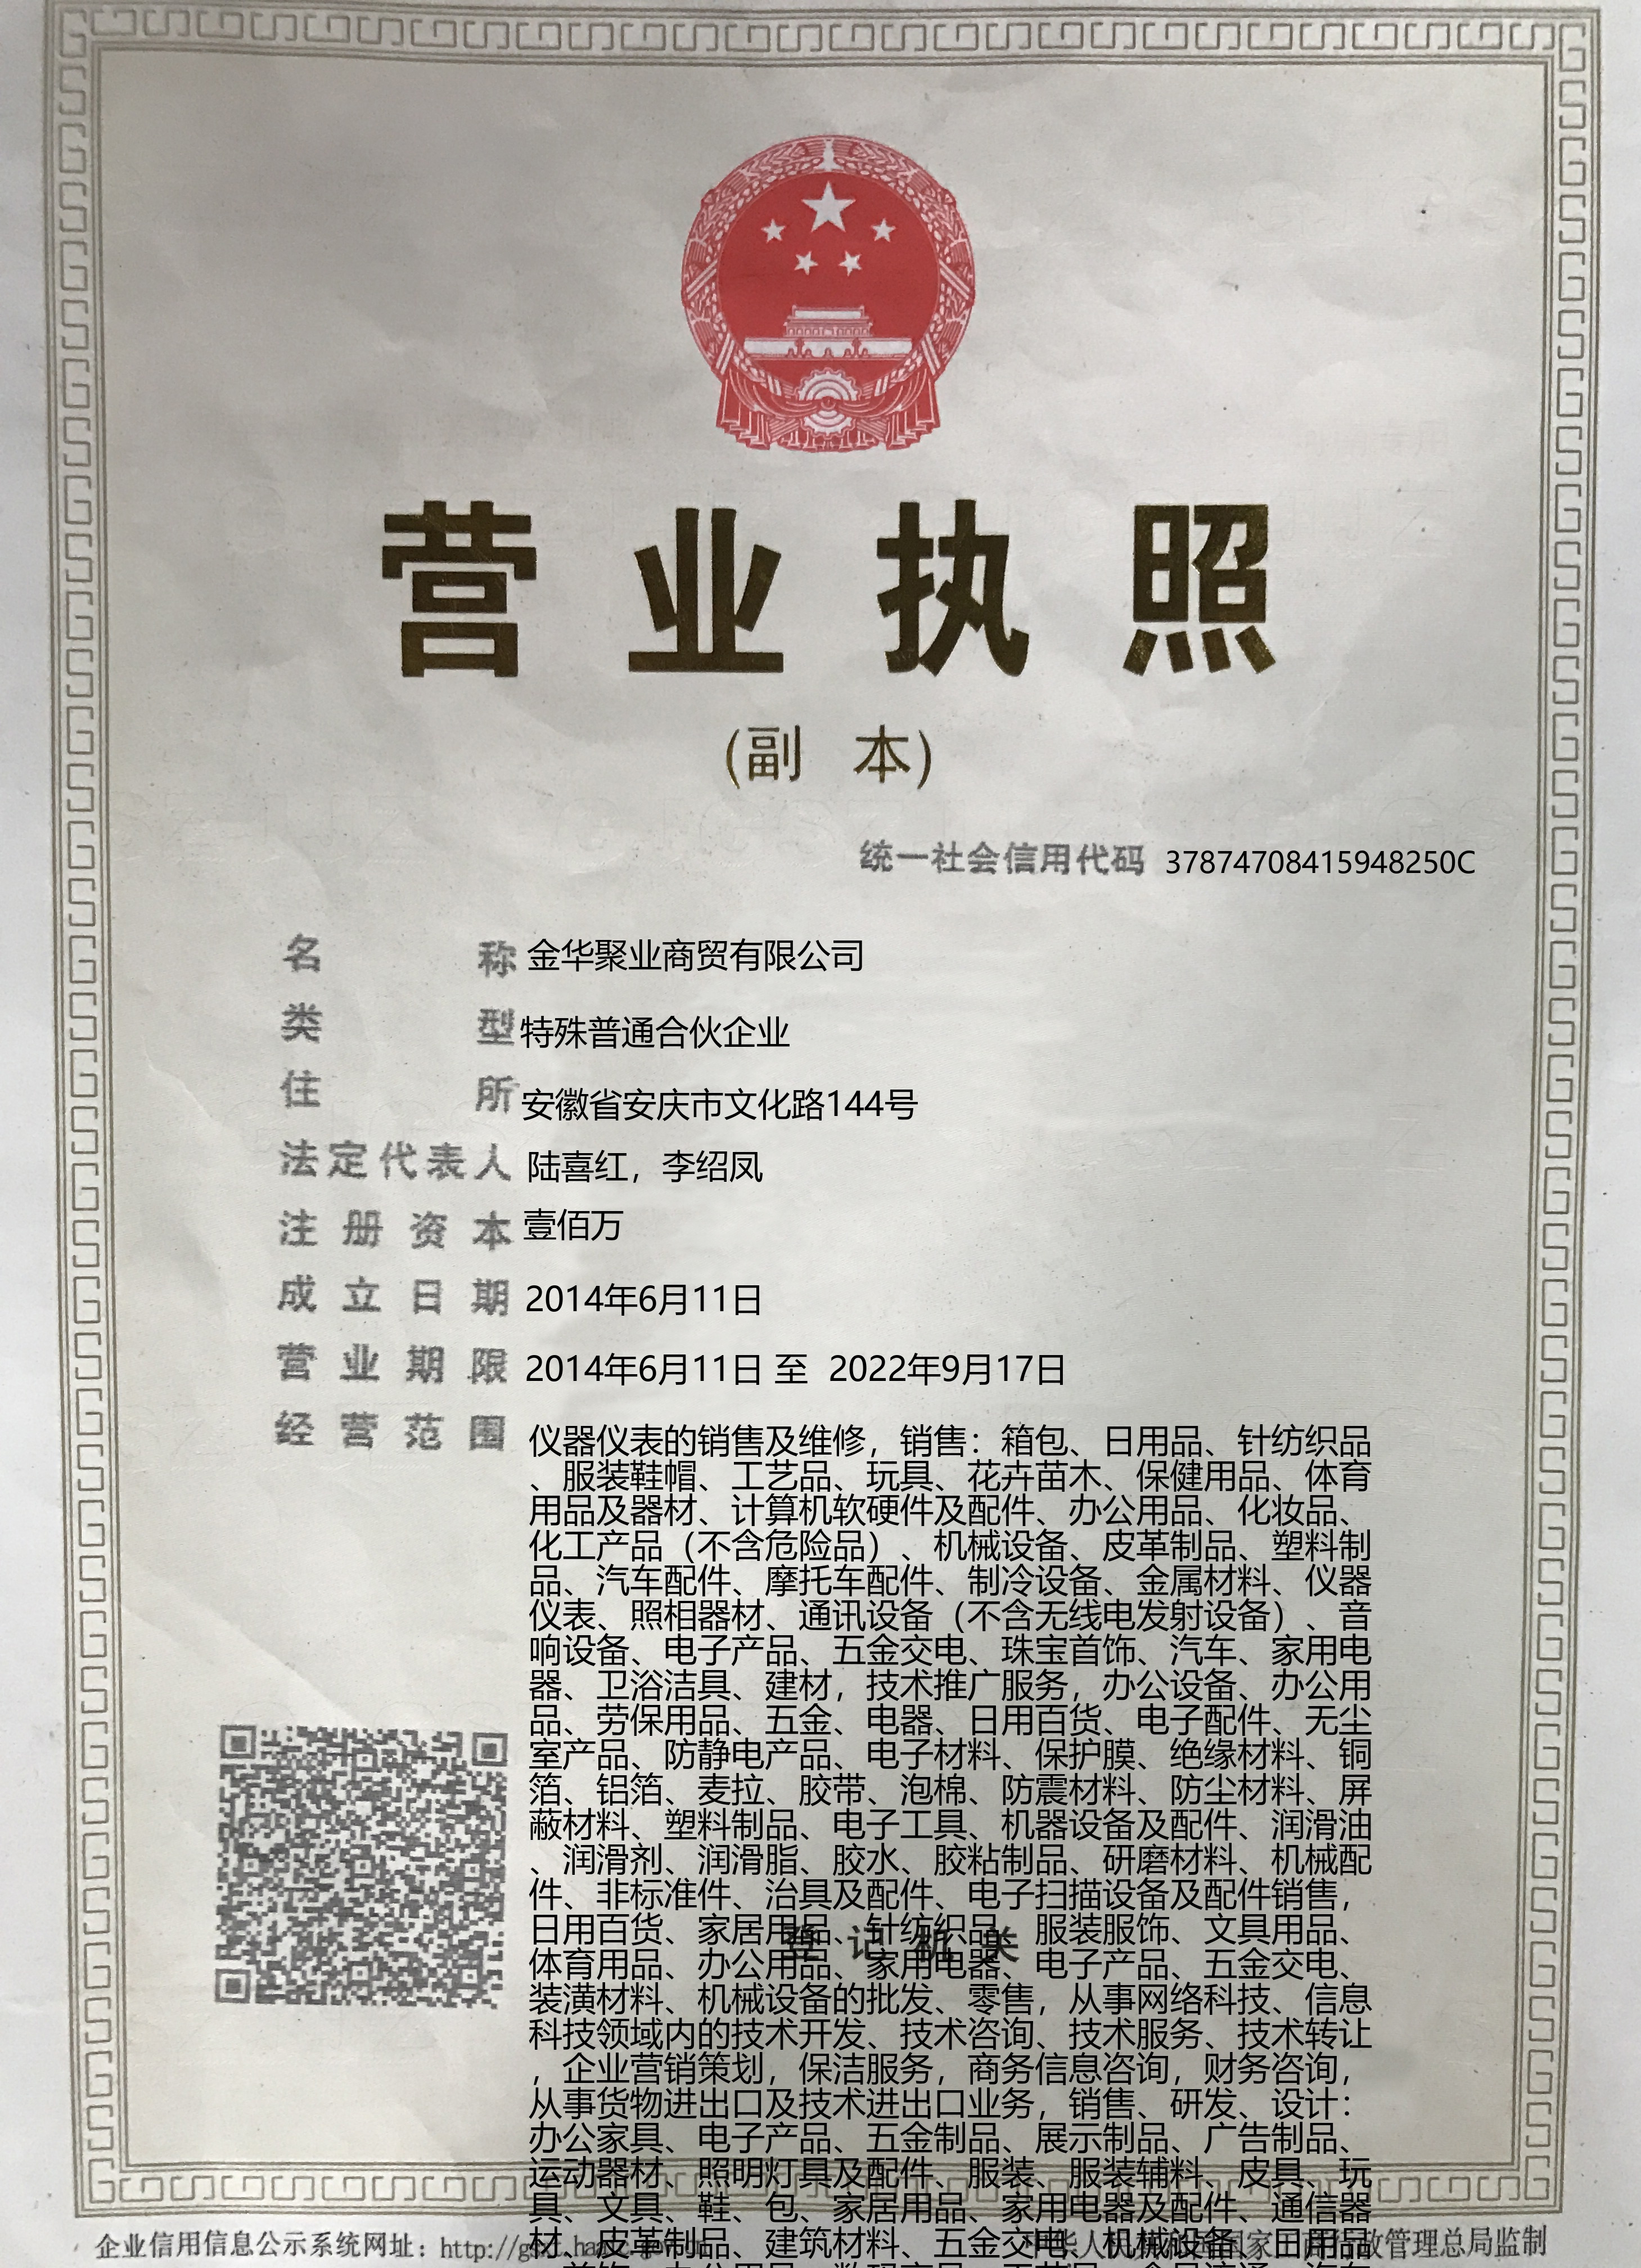 营业执照
(副 本)
统一社会信用代码 37874708415948250C
名称 金华聚业商贸有限公司
类型 特殊普通合伙企业
住所 安徽省安庆市文化路144号
法定代表人 陆喜红，李绍凤
注册资本 壹佰万
成立日期 2014年6月11日
营业期限 2014年6月11日 至 2022年9月17日
经营范围 仪器仪表的销售及维修，销售：箱包、日用品、针纺织品
、服装鞋帽、工艺品、玩具、花卉苗木、保健用品、体育
用品及器材、计算机软硬件及配件、办公用品、化妆品、
化工产品（不含危险品）、机械设备、皮革制品、塑料制
品、汽车配件、摩托车配件、制冷设备、金属材料、仪器
仪表、照相器材、通讯设备（不含无线电发射设备）、音
响设备、电子产品、五金交电、珠宝首饰、汽车、家用电
器、卫浴洁具、建材，技术推广服务，办公设备、办公用
品、劳保用品、五金、电器、日用百货、电子配件、无尘
室产品、防静电产品、电子材料、保护膜、绝缘材料、铜
箔、铝箔、麦拉、胶带、泡棉、防震材料、防尘材料、屏
蔽材料、塑料制品、电子工具、机器设备及配件、润滑油
、润滑剂、润滑脂、胶水、胶粘制品、研磨材料、机械配
件、非标准件、治具及配件、电子扫描设备及配件销售，
日用百货、家居用品、针纺织品、服装服饰、文具用品、
登记机关
体育用品、办公用品、家用电器、电子产品、五金交电、
装潢材料、机械设备的批发、零售，从事网络科技、信息
科技领域内的技术开发、技术咨询、技术服务、技术转让
，企业营销策划，保洁服务，商务信息咨询，财务咨询，
从事货物进出口及技术进出口业务，销售、研发、设计：
办公家具、电子产品、五金制品、展示制品、广告制品、
运动器材、照明灯具及配件、服装、服装辅料、皮具、玩
具、文具、鞋、包、家居用品、家用电器及配件、通信器
材、皮革制品、建筑材料、五金交电、机械设备、日用品
企业信用信息公示系统网址：